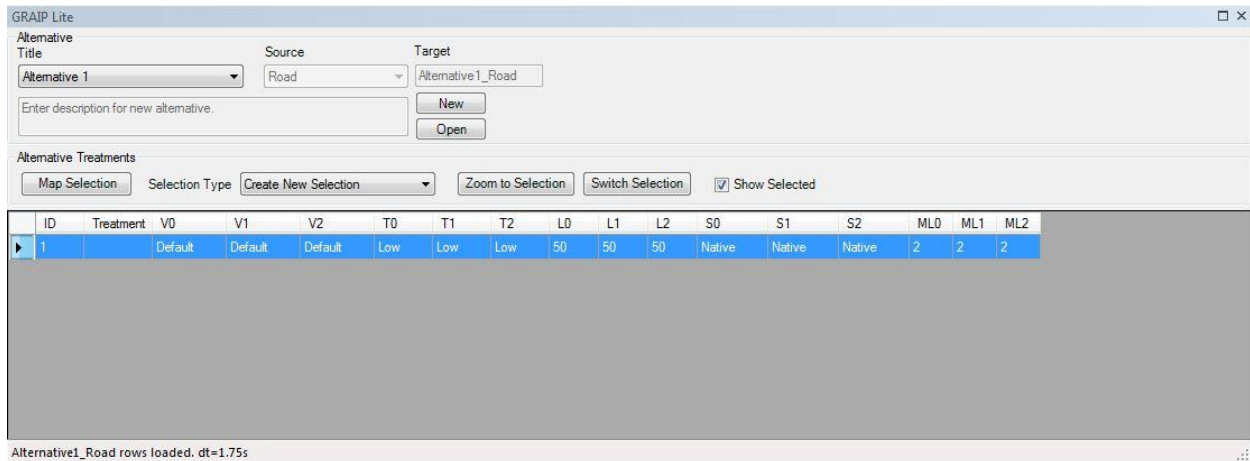 GRAIP Lite
Alternative
Title Source Target
Alternative 1 Road Alternative1_Road
Enter description for new alternative.
New
Open
Alternative Treatments
Map Selection Selection Type Create New Selection Zoom to Selection Switch Selection Show Selected
ID Treatment V0 V1 V2 T0 T1 T2 L0 L1 L2 S0 S1 S2 ML0 ML1 ML2
1 Default Default Default Low Low Low 50 50 50 Native Native Native 2 2 2
Alternative1_Road rows loaded. dt=1.75s